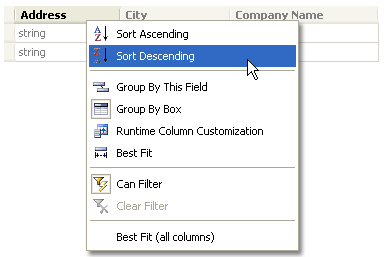 Address City Company Name
string
string
Sort Ascending
Sort Descending
Group By This Field
Group By Box
Runtime Column Customization
Best Fit
Can Filter
Clear Filter
Best Fit (all columns)